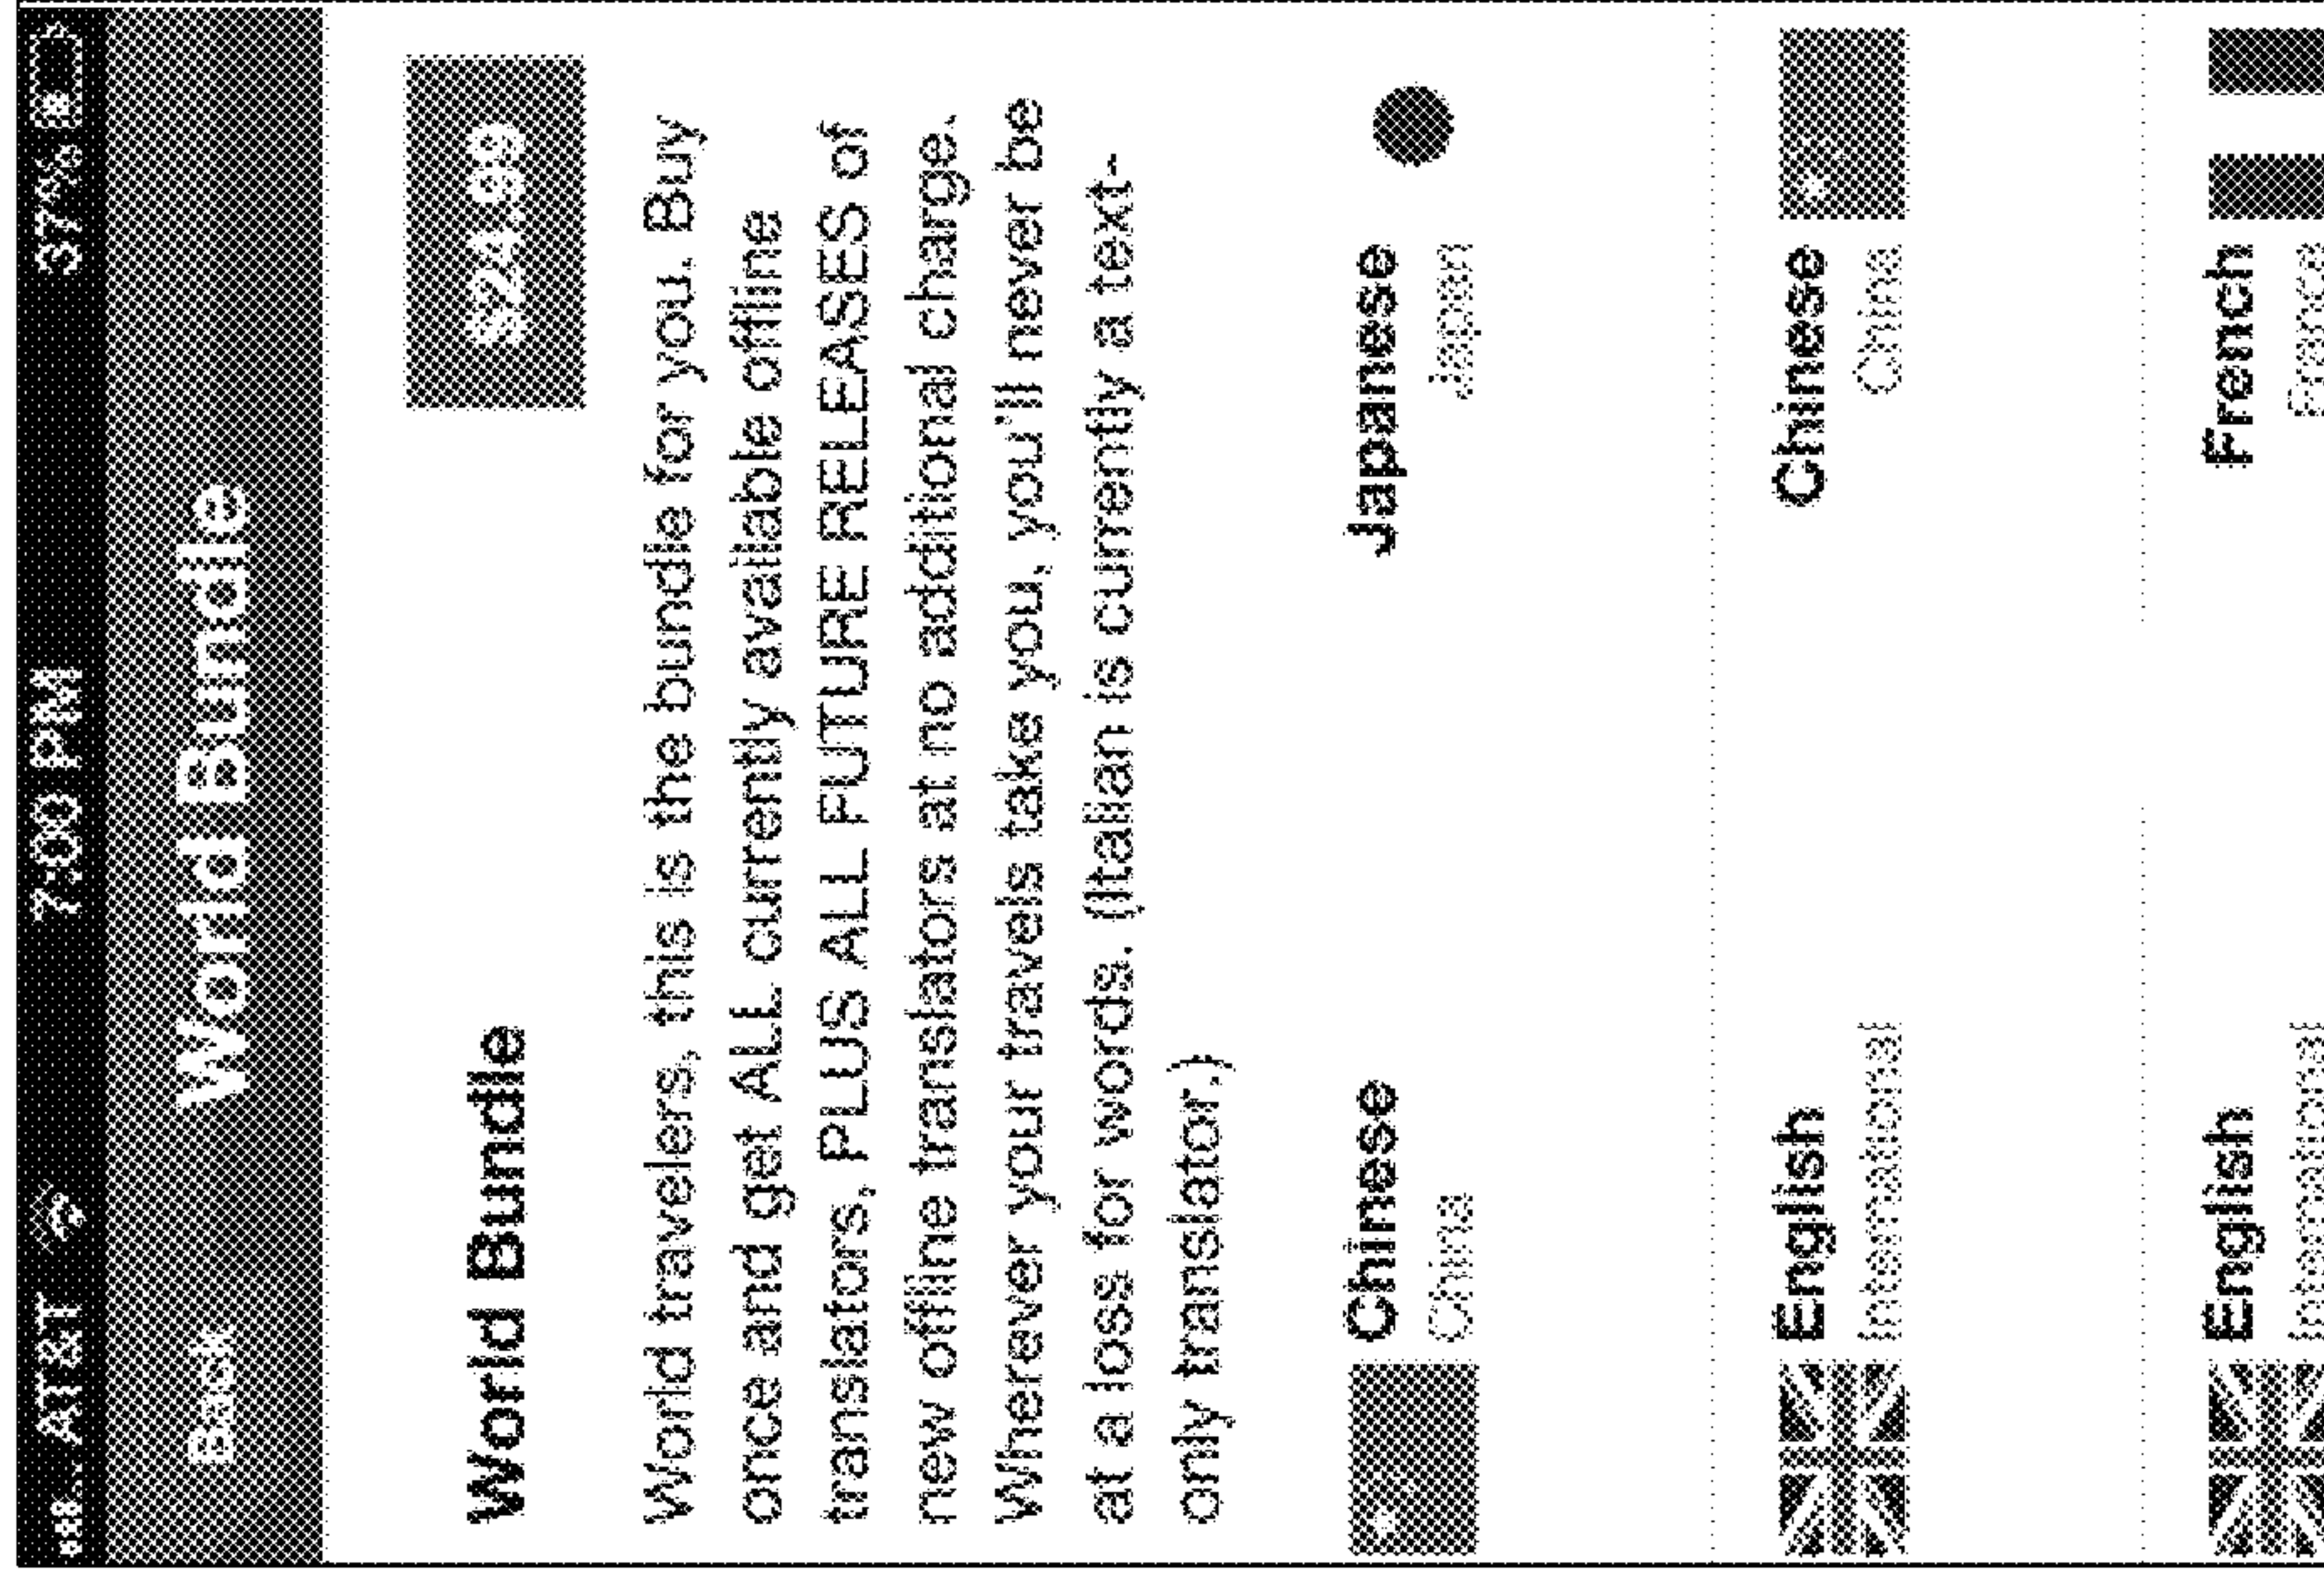 AT&T 7:00 PM 37%
Back World Bundle
World Bundle $24.99
World travelers, this is the bundle for you. Buy
once and get ALL currently available offline
translators, PLUS ALL FUTURE RELEASES of
new offline translators at no additional charge.
Wherever your travels take you, you'll never be
at a loss for words. (Italian is currently a text-
only translator.)
Chinese Japanese
China Japan
English Chinese
International China
English French
International France